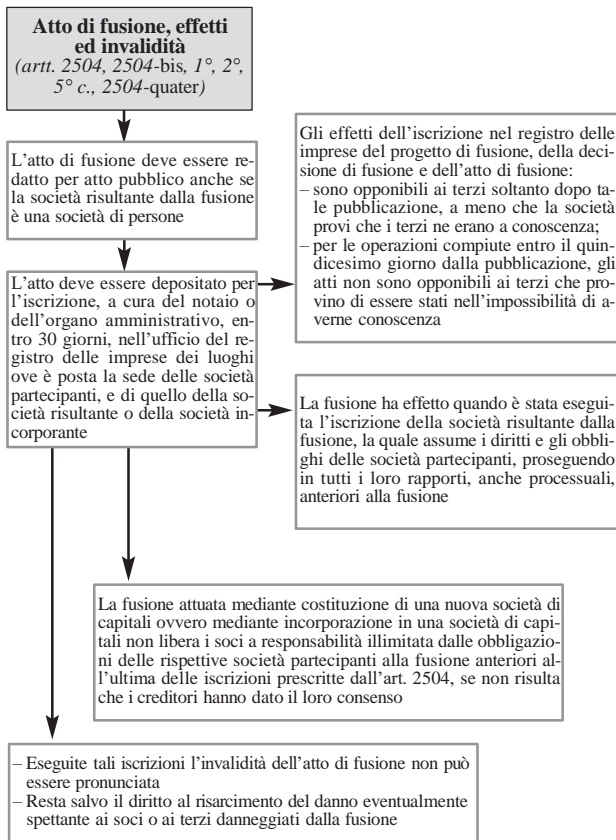 Atto di fusione, effetti
ed invalidità
(artt. 2504, 2504-bis, 1°, 2°,
5° c., 2504-quater)
L'atto di fusione deve essere re-
datto per atto pubblico anche se
la società risultante dalla fusione
è una società di persone
L'atto deve essere depositato per
l'iscrizione, a cura del notaio o
dell'organo amministrativo, en-
tro 30 giorni, nell'ufficio del re-
gistro delle imprese dei luoghi
ove è posta la sede delle società
partecipanti, e di quello della so-
cietà risultante o della società in-
corporante
Gli effetti dell'iscrizione nel registro delle
imprese del progetto di fusione, della deci-
sione di fusione e dell'atto di fusione:
– sono opponibili ai terzi soltanto dopo ta-
le pubblicazione, a meno che la società
provi che i terzi ne erano a conoscenza;
– per le operazioni compiute entro il quin-
dicesimo giorno dalla pubblicazione, gli
atti non sono opponibili ai terzi che pro-
vino di essere stati nell'impossibilità di a-
verne conoscenza
La fusione ha effetto quando è stata esegui-
ta l'iscrizione della società risultante dalla
fusione, la quale assume i diritti e gli obbli-
ghi delle società partecipanti, proseguendo
in tutti i loro rapporti, anche processuali,
anteriori alla fusione
La fusione attuata mediante costituzione di una nuova società di
capitali ovvero mediante incorporazione in una società di capi-
tali non libera i soci a responsabilità illimitata dalle obbligazio-
ni delle rispettive società partecipanti alla fusione anteriori al-
l'ultima delle iscrizioni prescritte dall'art. 2504, se non risulta
che i creditori hanno dato il loro consenso
– Eseguite tali iscrizioni l'invalidità dell'atto di fusione non può
essere pronunciata
– Resta salvo il diritto al risarcimento del danno eventualmente
spettante ai soci o ai terzi danneggiati dalla fusione